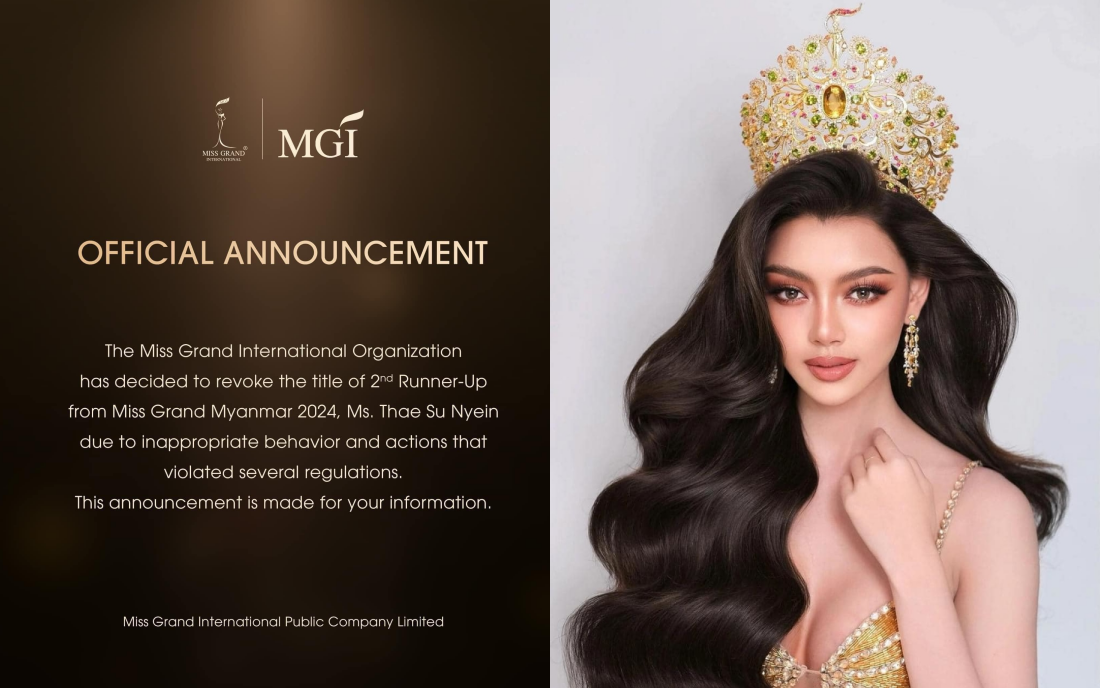 MISS GRAND®
INTERNATIONAL
MGI
OFFICIAL ANNOUNCEMENT
The Miss Grand International Organization
has decided to revoke the title of 2nd Runner-Up
from Miss Grand Myanmar 2024, Ms. Thae Su Nyein
due to inappropriate behavior and actions that
violated several regulations.
This announcement is made for your information.
Miss Grand International Public Company Limited